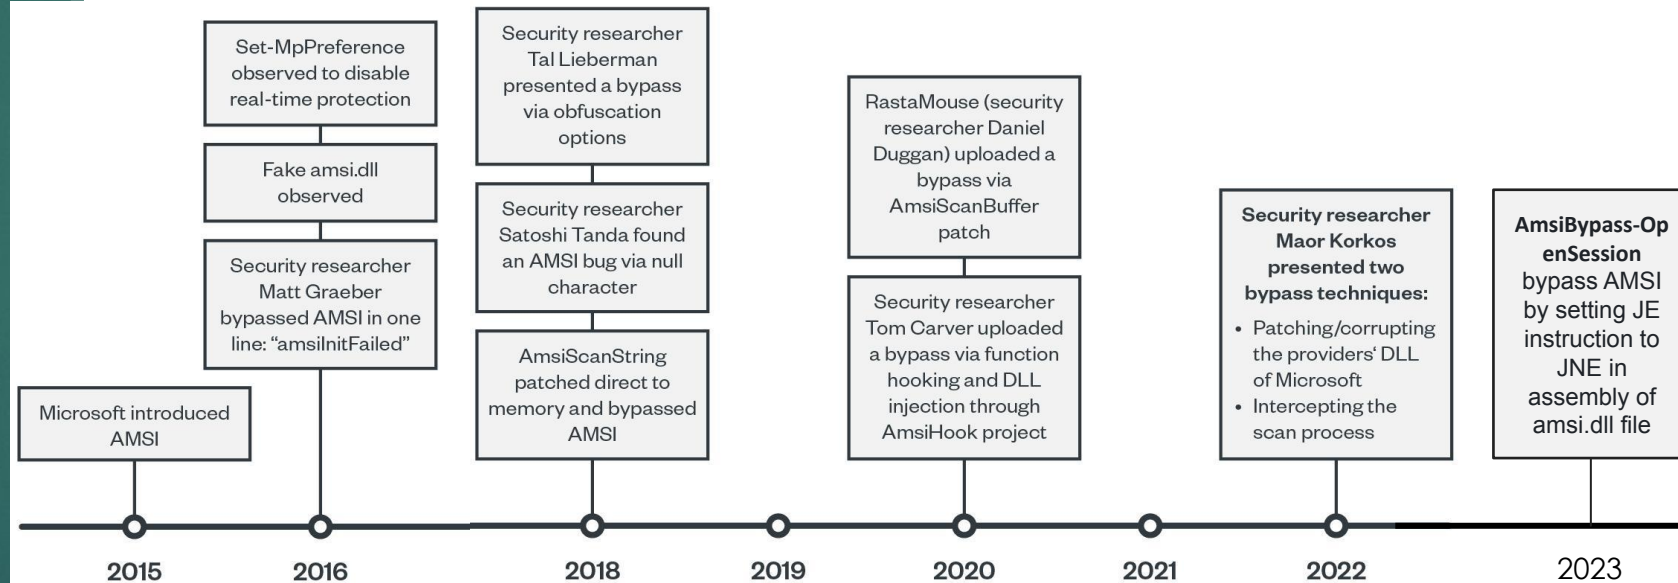 Set-MpPreference
observed to disable
real-time protection
Fake amsi.dll
observed
Security researcher
Matt Graeber
bypassed AMSI in one
line: “amsiInitFailed”
Microsoft introduced
AMSI
Security researcher
Tal Lieberman
presented a bypass
via obfuscation
options
Security researcher
Satoshi Tanda found
an AMSI bug via null
character
AmsiScanString
patched direct to
memory and bypassed
AMSI
RastaMouse (security
researcher Daniel
Duggan) uploaded a
bypass via
AmsiScanBuffer
patch
Security researcher
Tom Carver uploaded
a bypass via function
hooking and DLL
injection through
AmsiHook project
Security researcher
Maor Korkos
presented two
bypass techniques:
• Patching/corrupting
the providers‘ DLL
of Microsoft
• Intercepting the
scan process
AmsiBypass-Op
enSession
bypass AMSI
by setting JE
instruction to
JNE in
assembly of
amsi.dll file
2015
2016
2018
2019
2020
2021
2022
2023